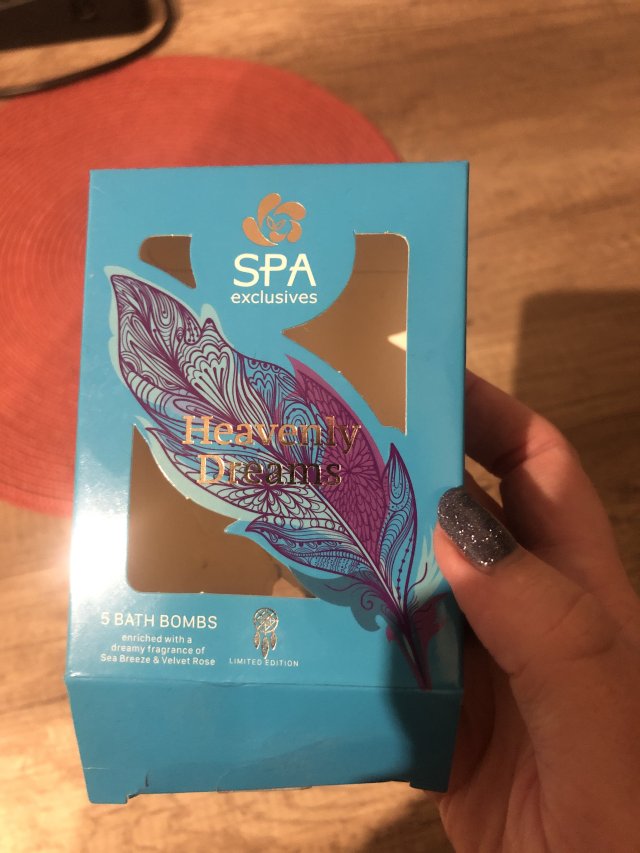 SPA
exclusives
Heavenly
Dreams
5 BATH BOMBS
enriched with a
dreamy fragrance of
Sea Breeze & Velvet Rose
LIMITED EDITION